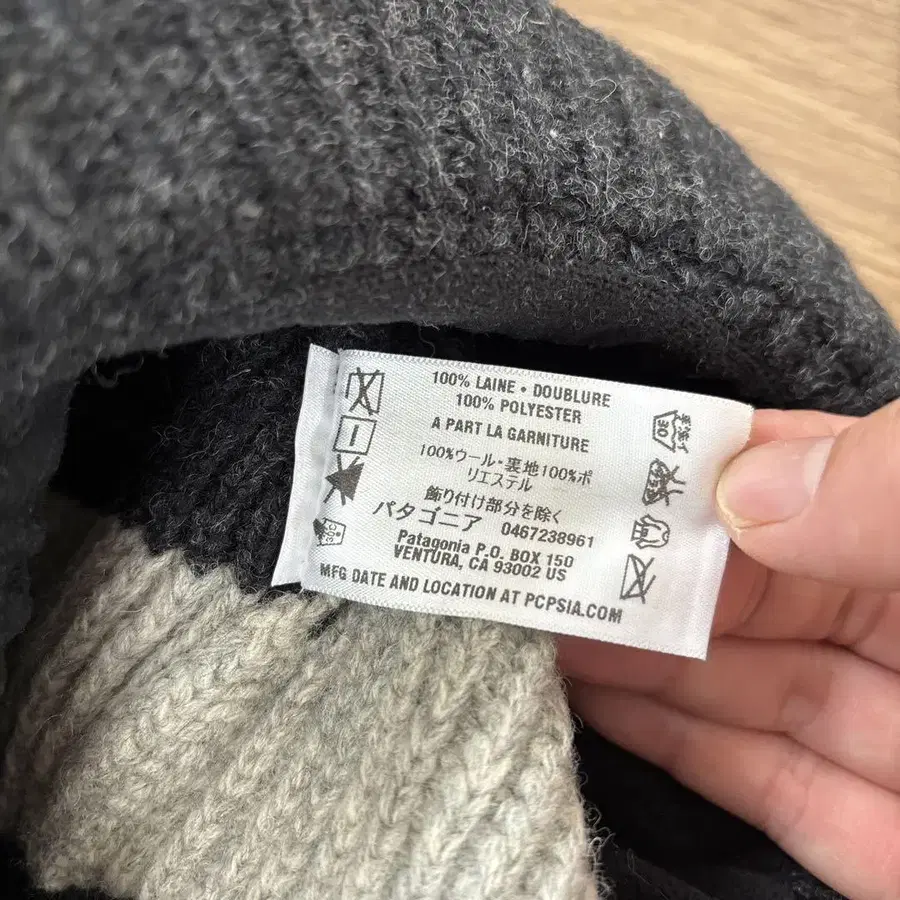 100% LAINE • DOUBLURE
100% POLYESTER
A PART LA GARNITURE
100%ウール・裏地100%ポ
リエステル
飾り付け部分を除く
パタゴニア 0467238961
Patagonia P.O. BOX 150
VENTURA, CA 93002 US
MFG DATE AND LOCATION AT PCPSIA.COM
30
30C